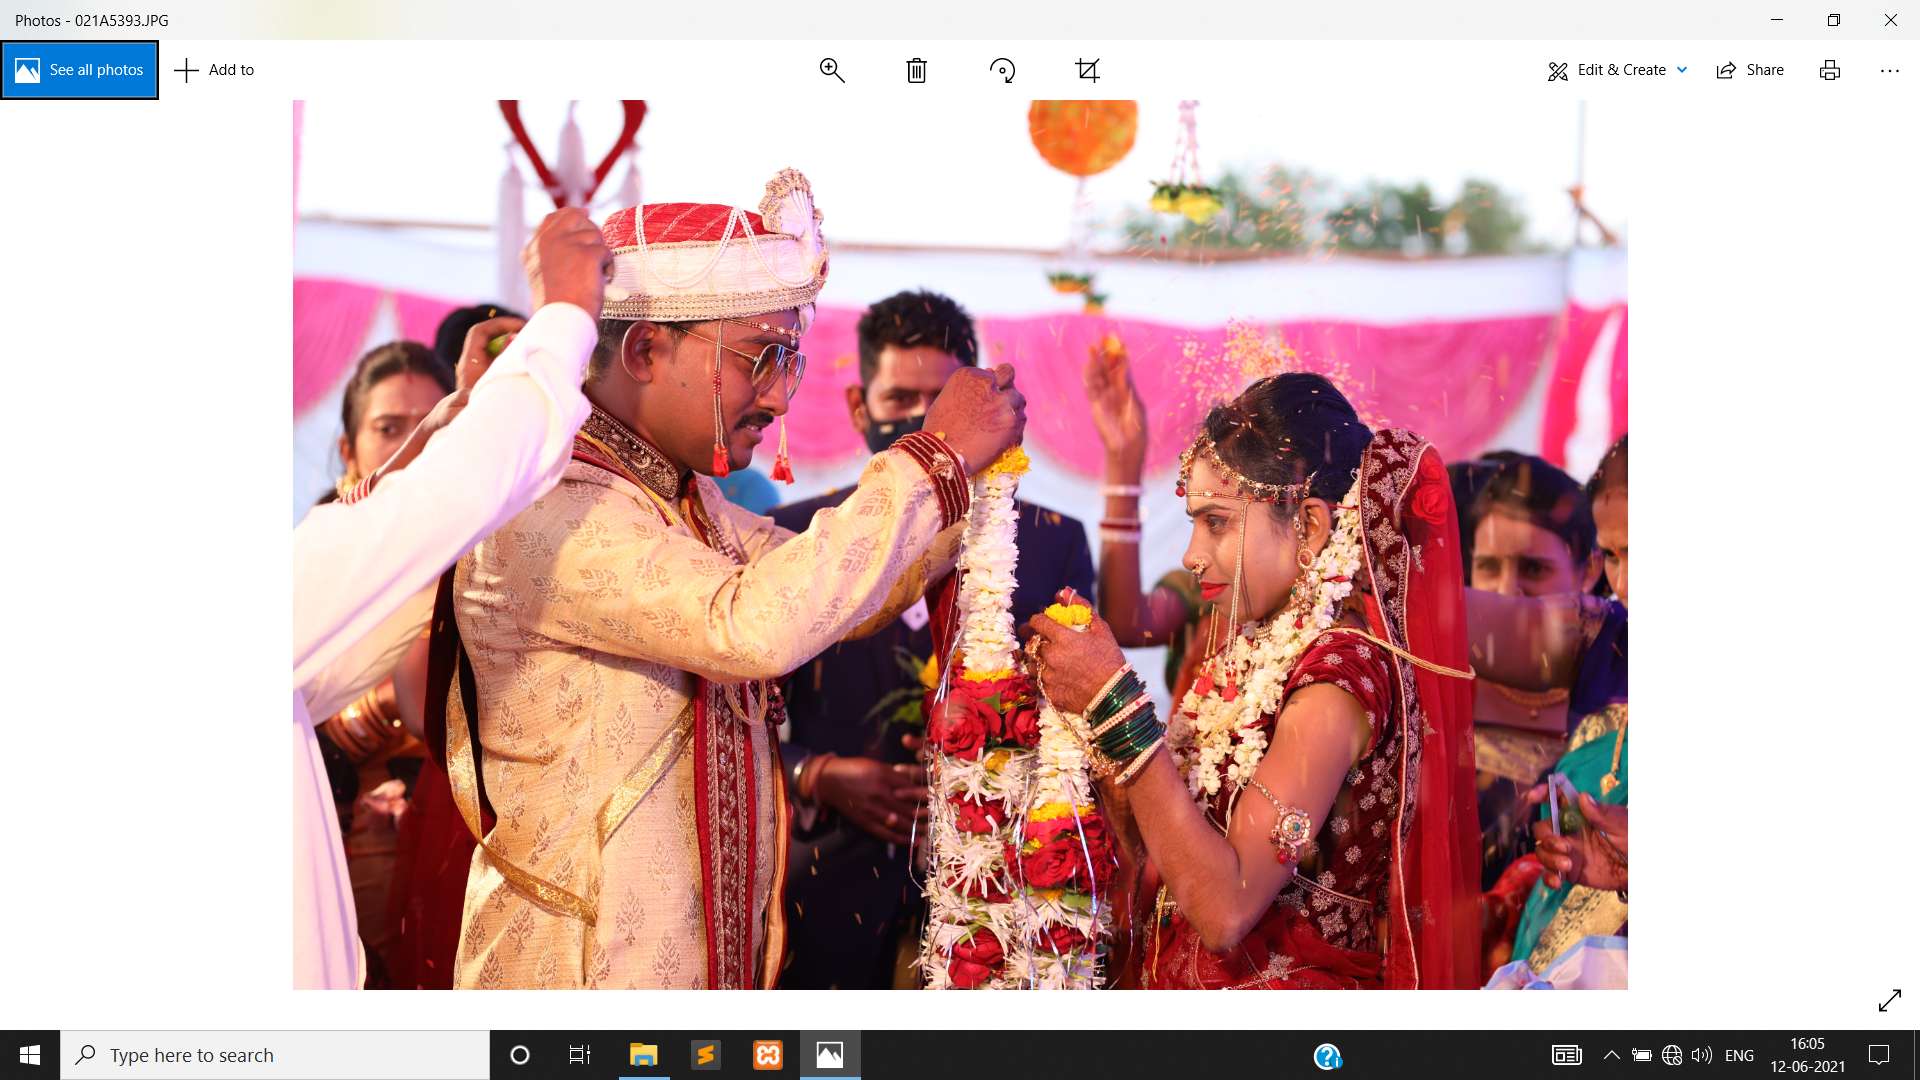 Photos - 021A5393.JPG
See all photos
Add to
Edit & Create
Share
Type here to search
ENG
16:05
12-06-2021